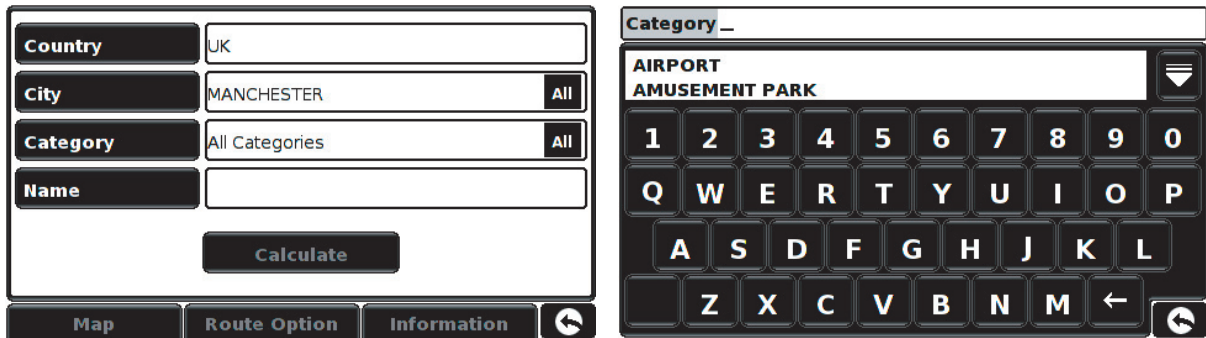 Country UK
City MANCHESTER All
Category All Categories All
Name
Calculate
Map Route Option Information
Category_
AIRPORT
AMUSEMENT PARK
1 2 3 4 5 6 7 8 9 0
Q W E R T Y U I O P
A S D F G H J K L
Z X C V B N M ←